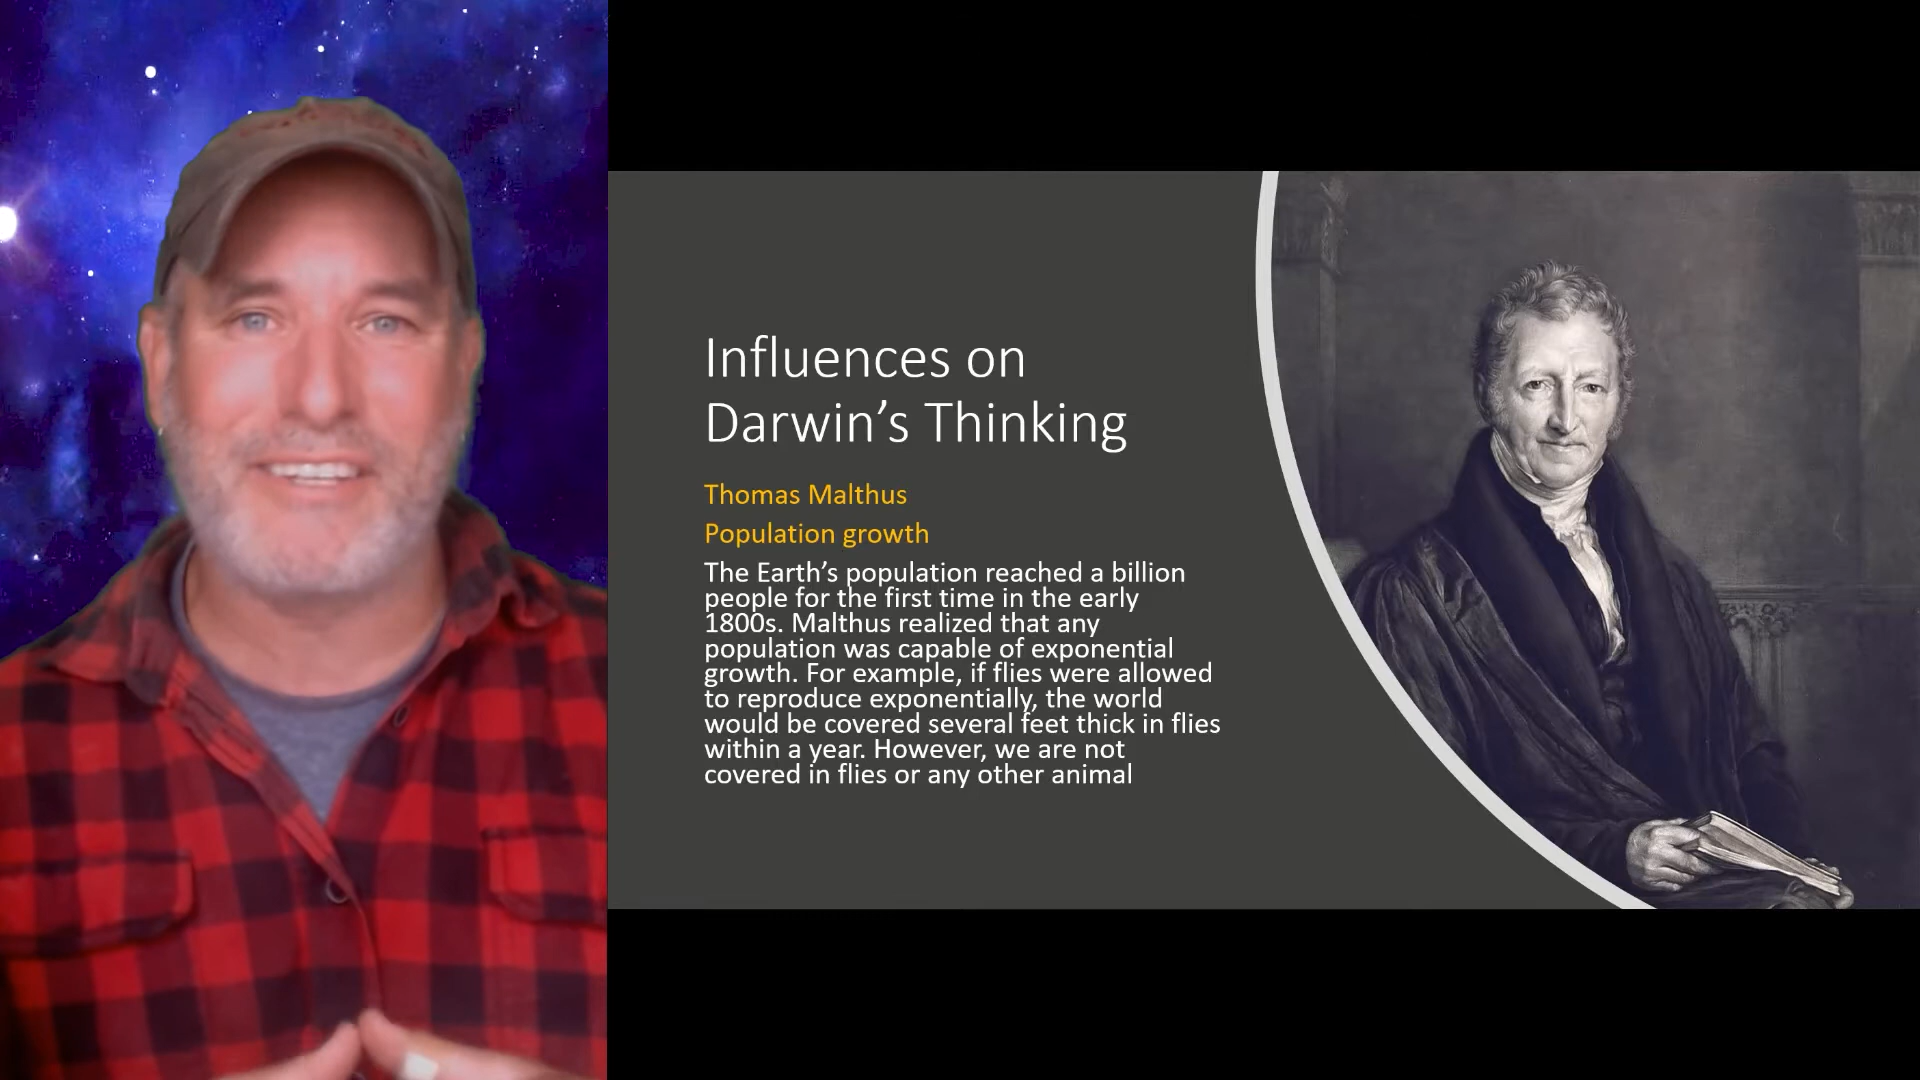 Influences on
Darwin’s Thinking
Thomas Malthus
Population growth
The Earth’s population reached a billion
people for the first time in the early
1800s. Malthus realized that any
population was capable of exponential
growth. For example, if flies were allowed
to reproduce exponentially, the world
would be covered several feet thick in flies
within a year. However, we are not
covered in flies or any other animal